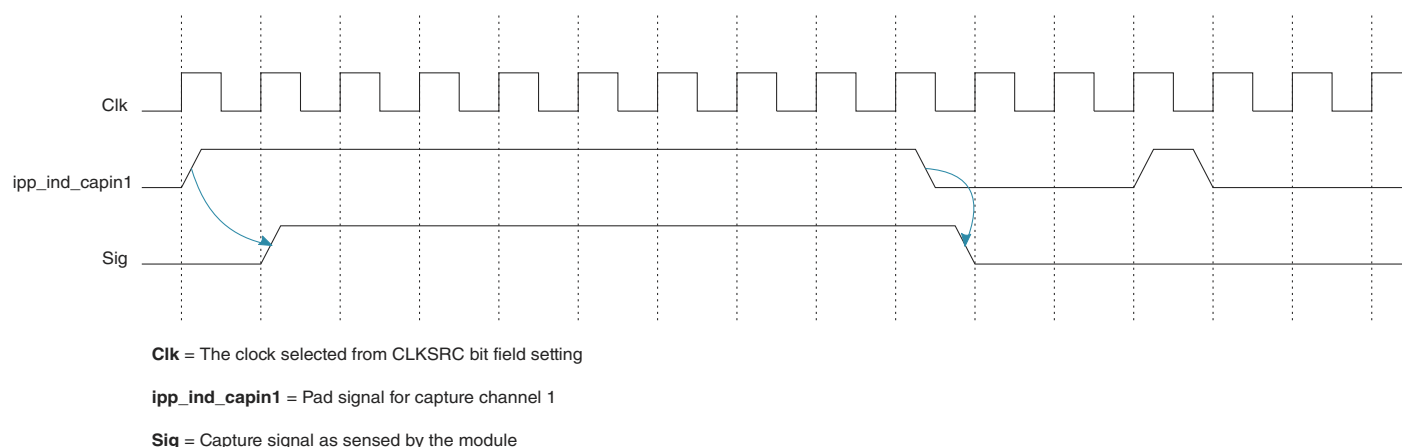 Clk
ipp_ind_capin1
Sig
Clk = The clock selected from CLKSRC bit field setting
ipp_ind_capin1 = Pad signal for capture channel 1
Sig = Capture signal as sensed by the module